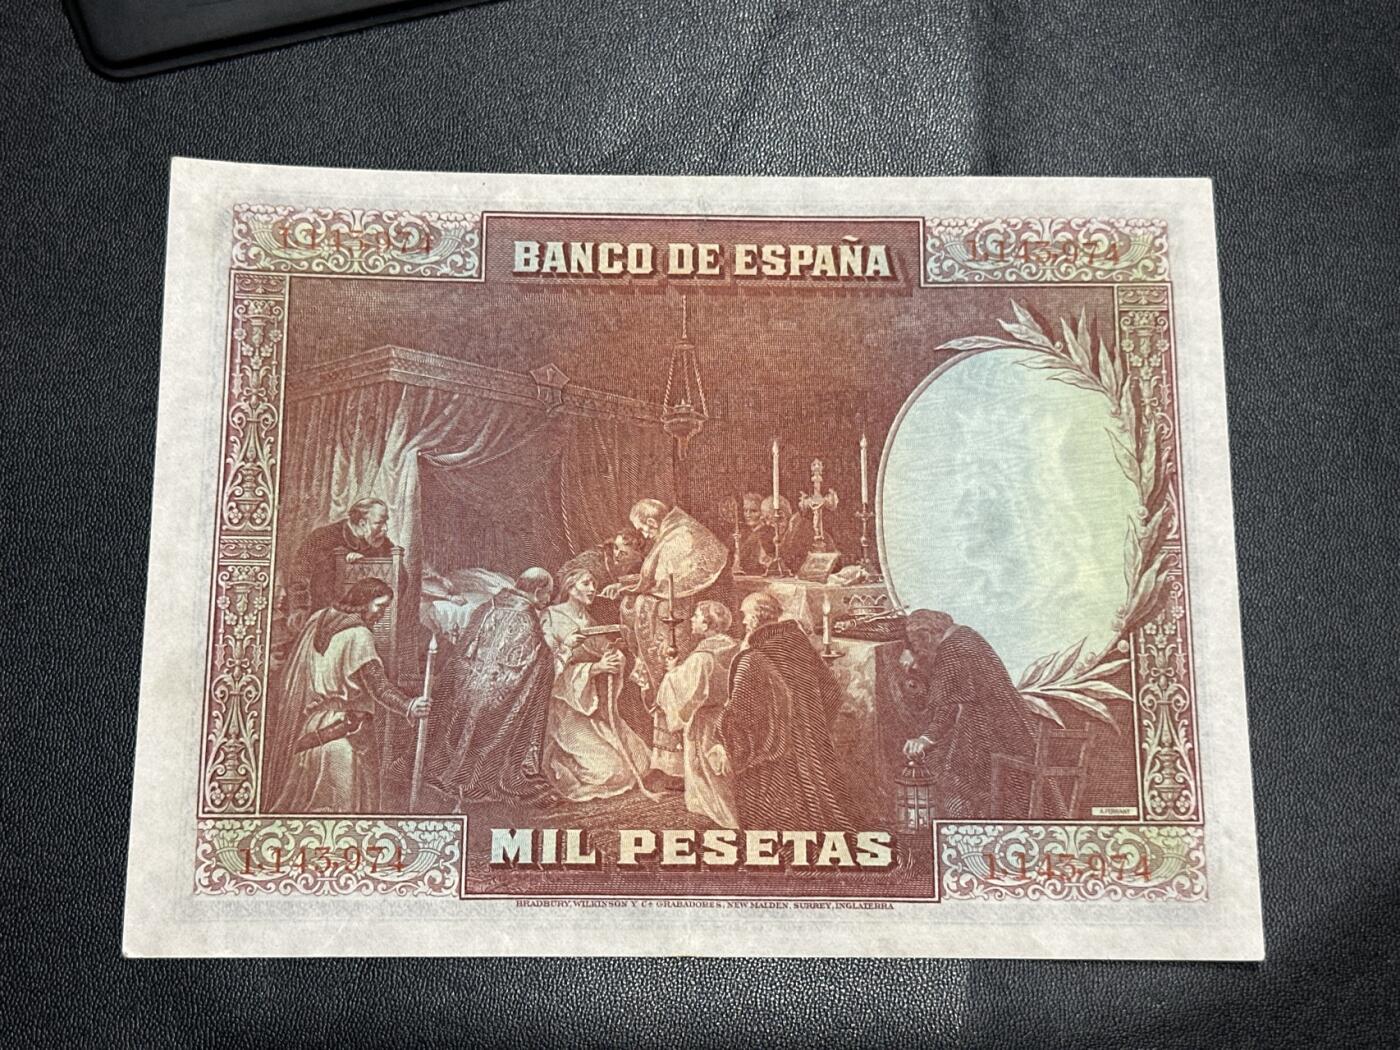 1.143.974
BANCO DE ESPAÑA
1.143.974
A. FERRANT
MIL PESETAS
1.143.974
1.143.974
BRADBURY, WILKINSON Y Cª GRABADORES, NEW MALDEN, SURREY, INGLATERRA